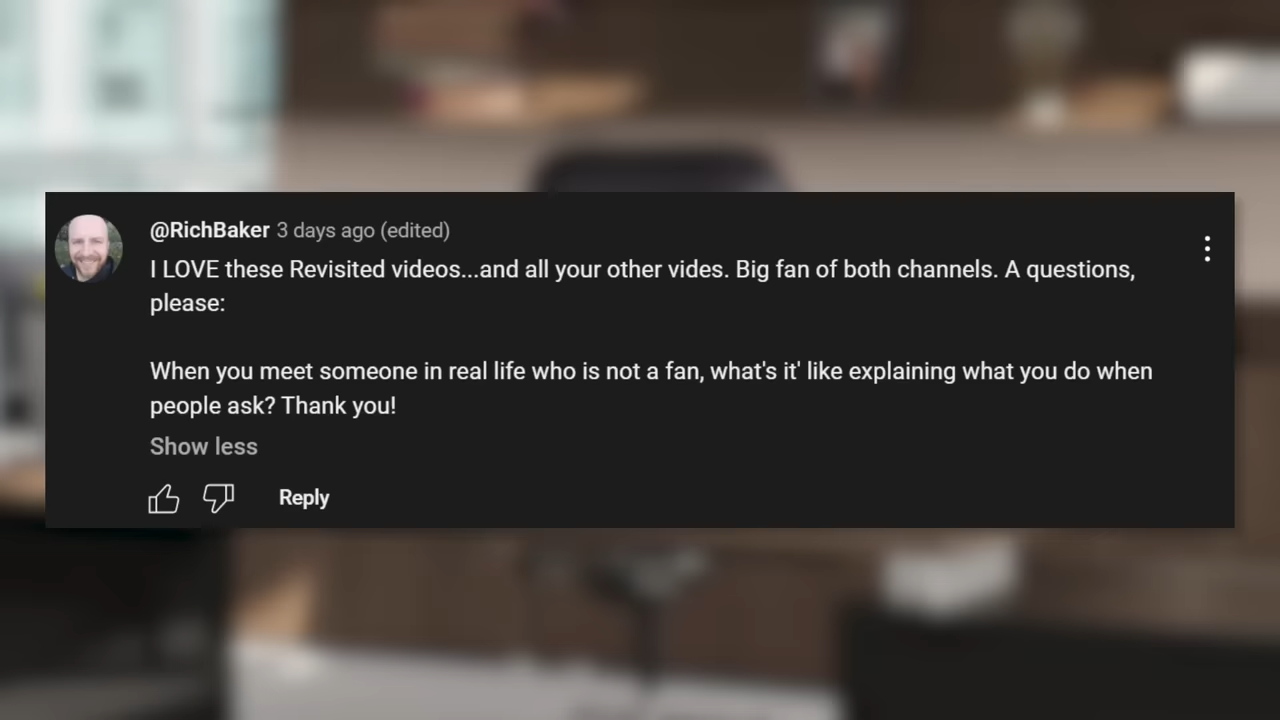 @RichBaker 3 days ago (edited)
I LOVE these Revisited videos...and all your other vides. Big fan of both channels. A questions,
please:
When you meet someone in real life who is not a fan, what's it' like explaining what you do when
people ask? Thank you!
Show less
Reply